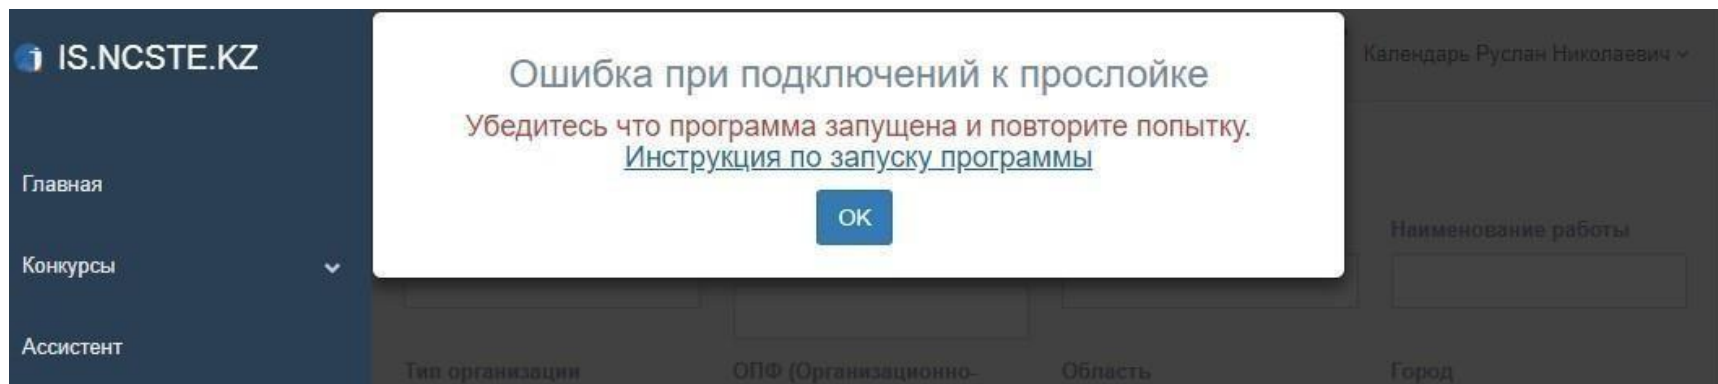 IS.NCSTE.KZ
Ошибка при подключений к прослойке
Календарь Руслан Николаевич
Убедитесь что программа запущена и повторите попытку.
Инструкция по запуску программы
Главная
OK
Наименование работы
Конкурсы
Ассистент
Тип организации
ОПФ (Организационно-
Область
Город